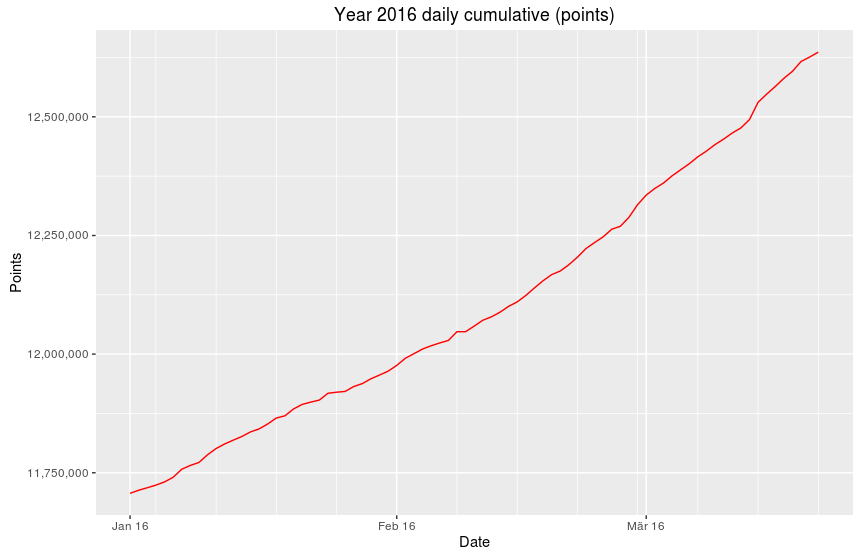 Year 2016 daily cumulative (points)
12,500,000
12,250,000
12,000,000
11,750,000
Points
Jan 16
Feb 16
Mär 16
Date